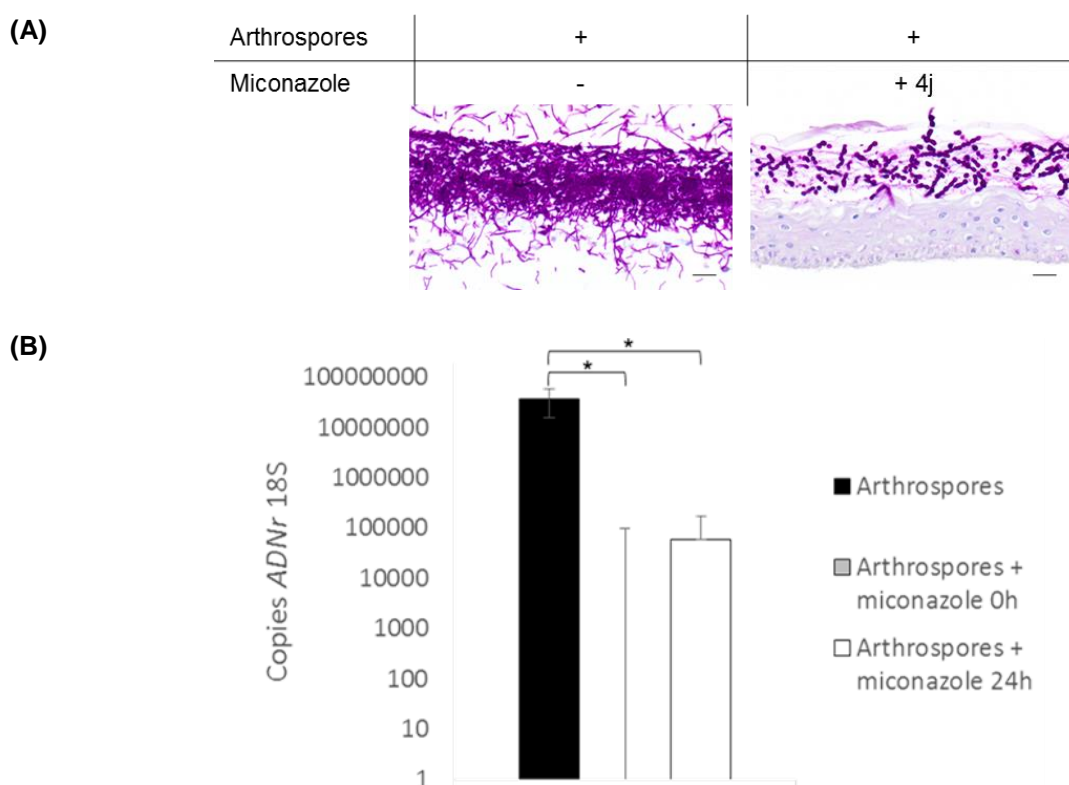 (A)
Arthrospores + +
Miconazole - + 4j
(B)
* *
100000000
10000000
1000000
100000
10000
1000
100
10
1
Copies ADNr 18S
Arthrospores
Arthrospores +
miconazole 0h
Arthrospores +
miconazole 24h